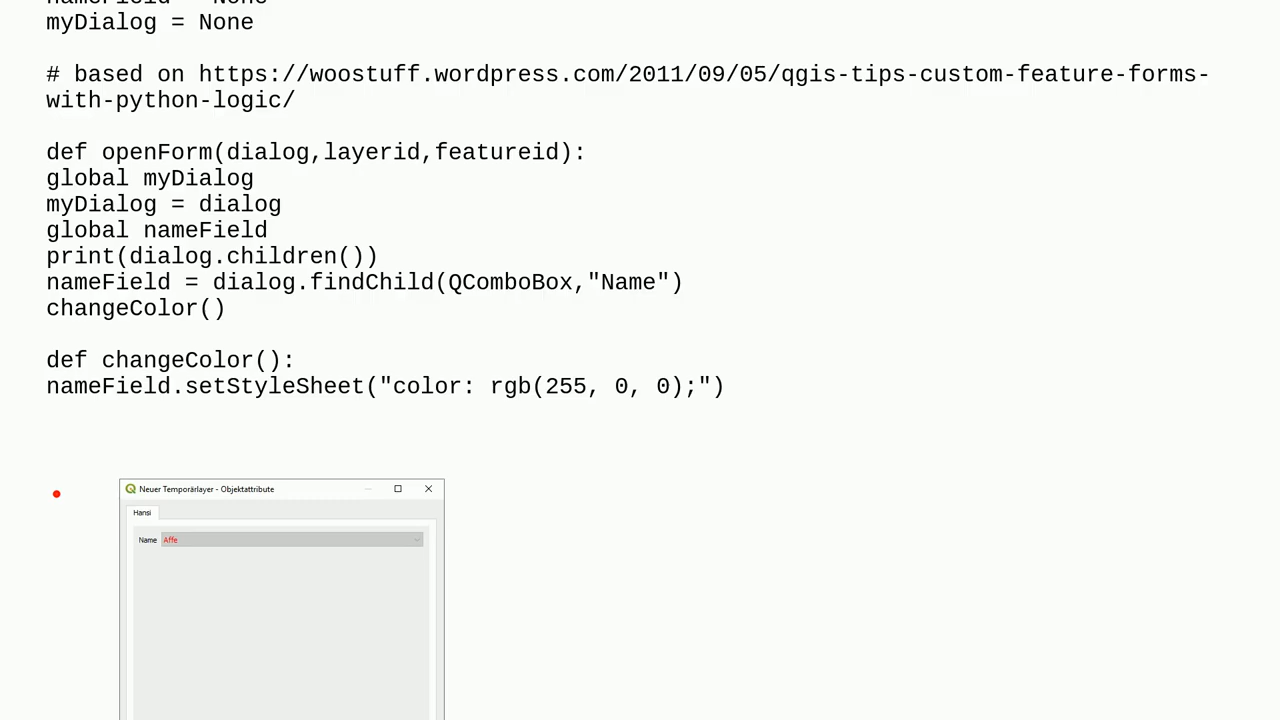 myDialog = None
# based on https://woostuff.wordpress.com/2011/09/05/qgis-tips-custom-feature-forms-
with-python-logic/
def openForm(dialog,layerid,featureid):
global myDialog
myDialog = dialog
global nameField
print(dialog.children())
nameField = dialog.findChild(QComboBox,"Name")
changeColor()
def changeColor():
nameField.setStyleSheet("color: rgb(255, 0, 0);")
Neuer Temporärlayer - Objektattribute
Hansi
Name Affe